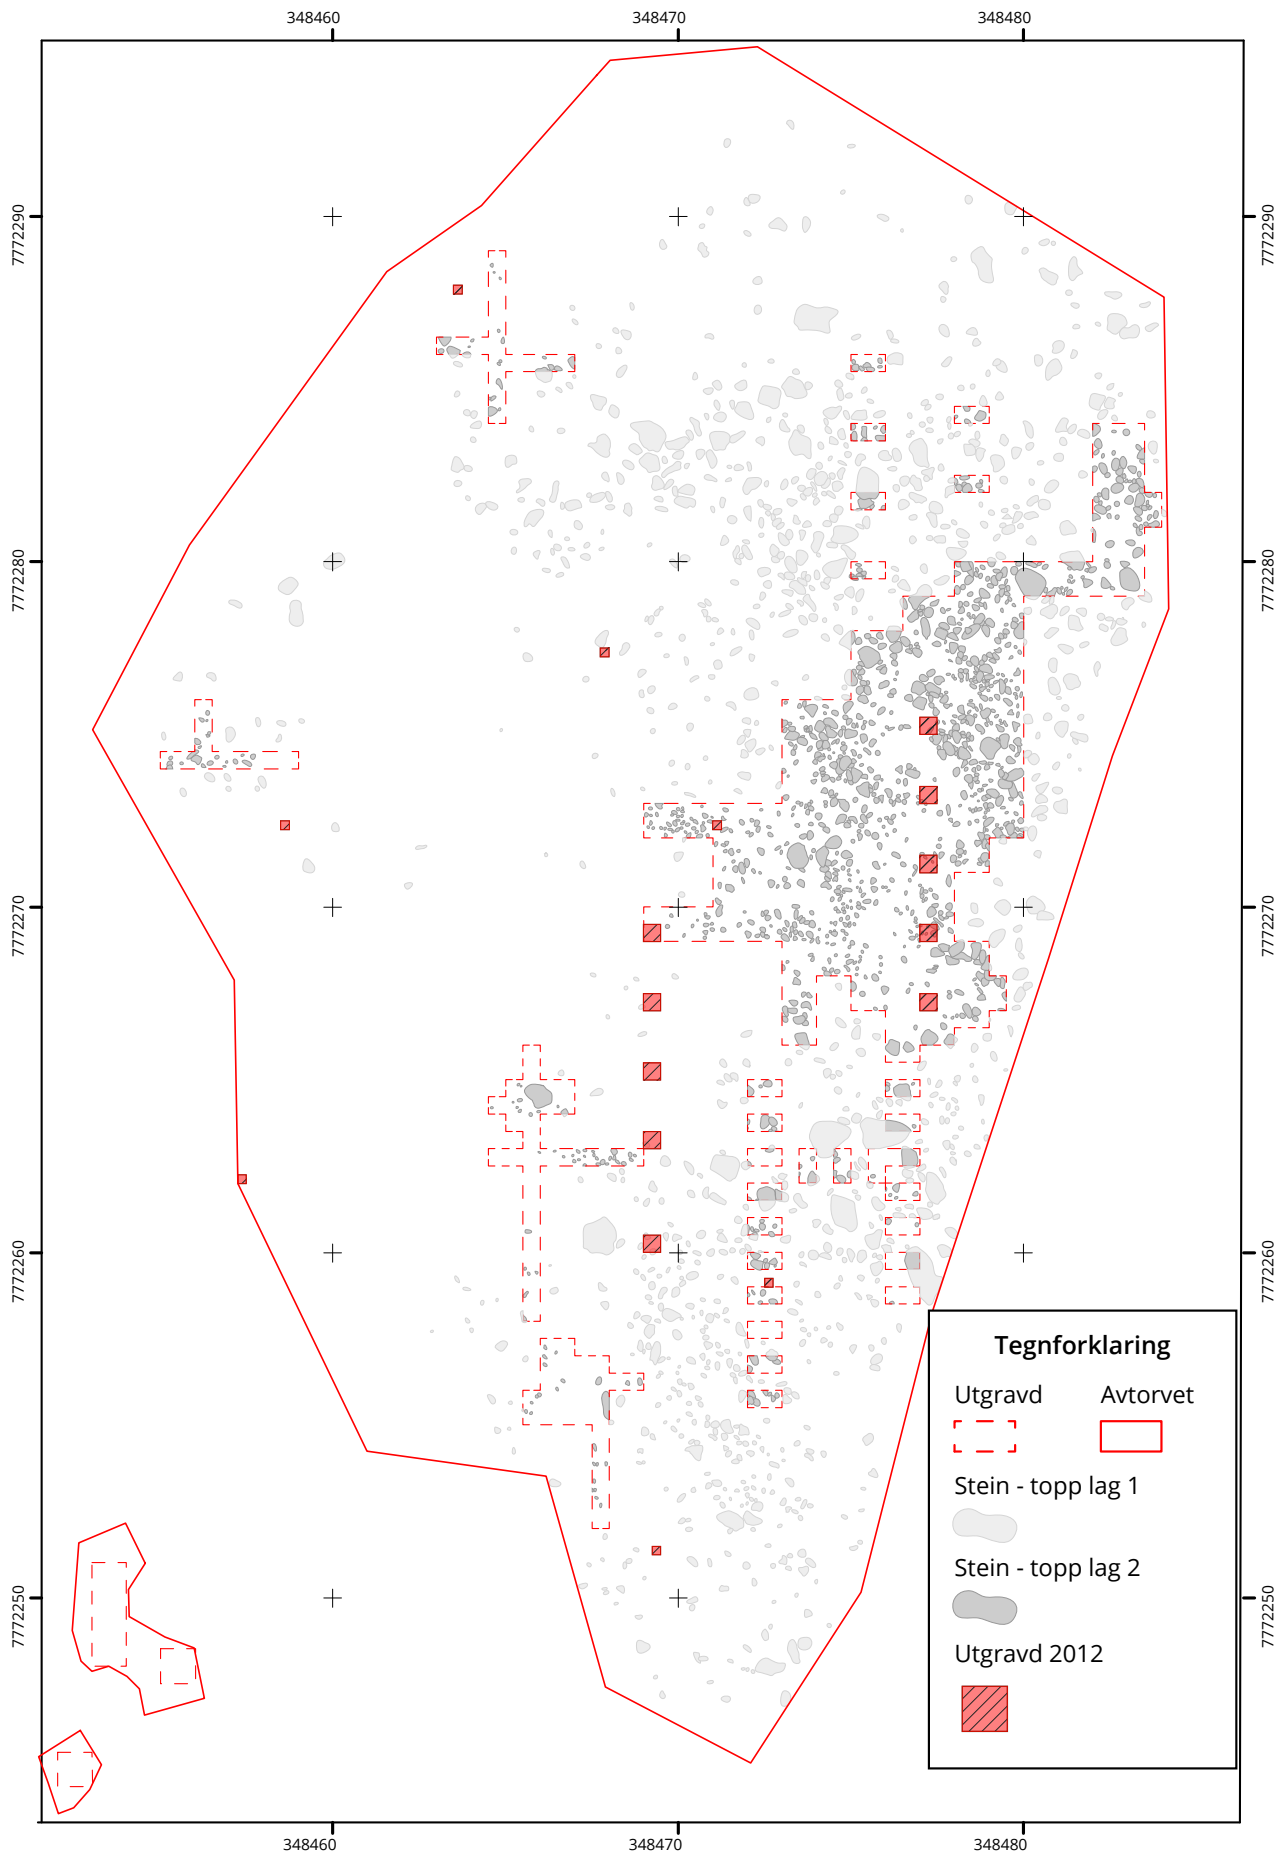 348460 348470 348480
7772290 7772290
7772280 7772280
7772270 7772270
7772260 7772260
Tegnforklaring
Utgravd Avtorvet
Stein - topp lag 1
Stein - topp lag 2
7772250 7772250
Utgravd 2012
348460 348470 348480